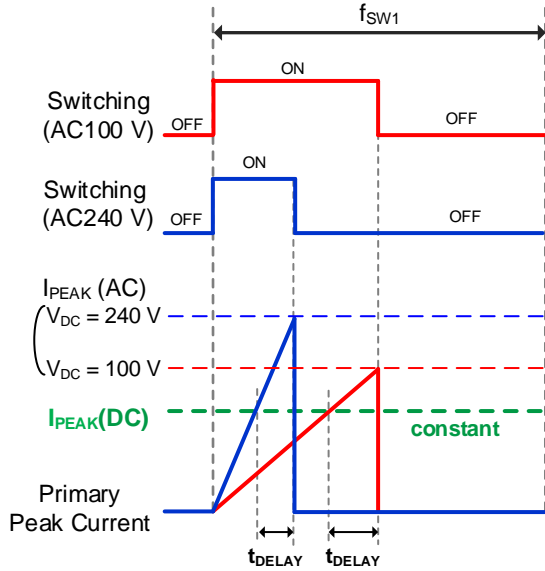 fSW1
ON
Switching
(AC100 V)
OFF
OFF
ON
Switching
(AC240 V)
OFF
OFF
IPEAK (AC)
VDC = 240 V
VDC = 100 V
IPEAK(DC)
constant
Primary
Peak Current
tDELAY
tDELAY